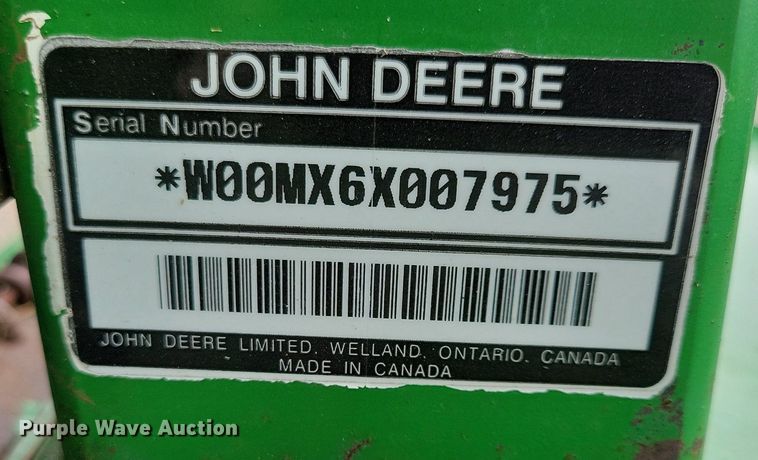 JOHN DEERE
Serial Number
*W00MX6X007975*
JOHN DEERE LIMITED. WELLAND. ONTARIO. CANADA
MADE IN CANADA
Purple Wave Auction